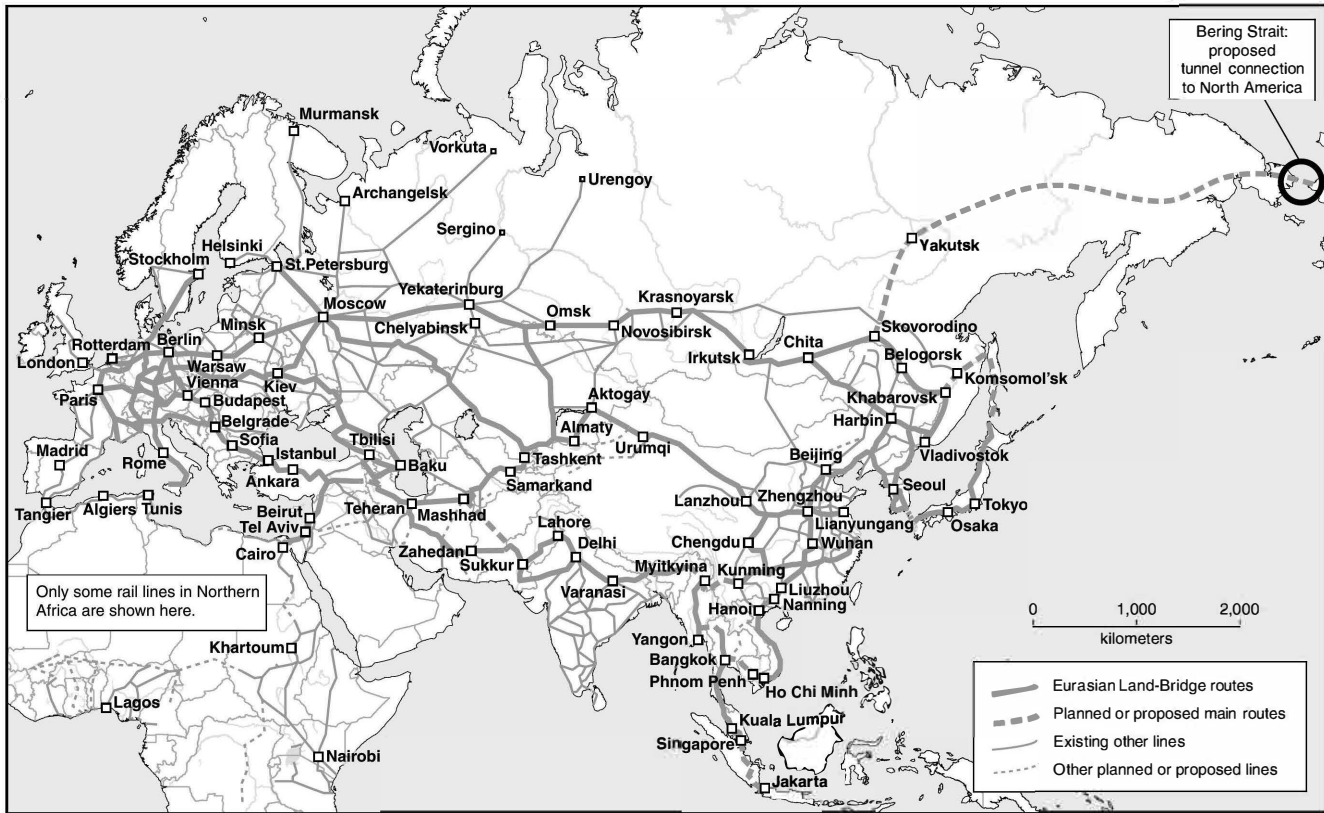 Bering Strait:
proposed
tunnel connection
to North America
Murmansk
Vorkuta
Urengoy
Archangelsk
Sergino
Yakutsk
Helsinki
Stockholm
St.Petersburg
Yekaterinburg
Krasnoyarsk
Moscow
Omsk
Chelyabinsk
Novosibirsk
Skovorodino
Minsk
Berlin
Rotterdam
London
Chita
Irkutsk
Belogorsk
Warsaw
Vienna
Kiev
Komsomol'sk
Paris
Budapest
Aktogay
Khabarovsk
Belgrade
Harbin
Almaty
Sofia
Tbilisi
Urumqi
Madrid
Istanbul
Vladivostok
Rome
Baku
Tashkent
Beijing
Ankara
Samarkand
Seoul
Tangier
Algiers
Tunis
Beirut
Teheran
Mashhad
Lanzhou
Zhengzhou
Tokyo
Tel Aviv
Lahore
Lianyungang
Osaka
Cairo
Zahedan
Delhi
Chengdu
Wuhan
Sukkur
Myitkyina
Kunming
Only some rail lines in Northern
Africa are shown here.
Varanasi
Liuzhou
Nanning
Hanoi
0 1,000 2,000
kilometers
Khartoum
Yangon
Bangkok
Phnom Penh
Ho Chi Minh
Lagos
Kuala Lumpur
Singapore
Nairobi
Jakarta
Eurasian Land-Bridge routes
Planned or proposed main routes
Existing other lines
Other planned or proposed lines